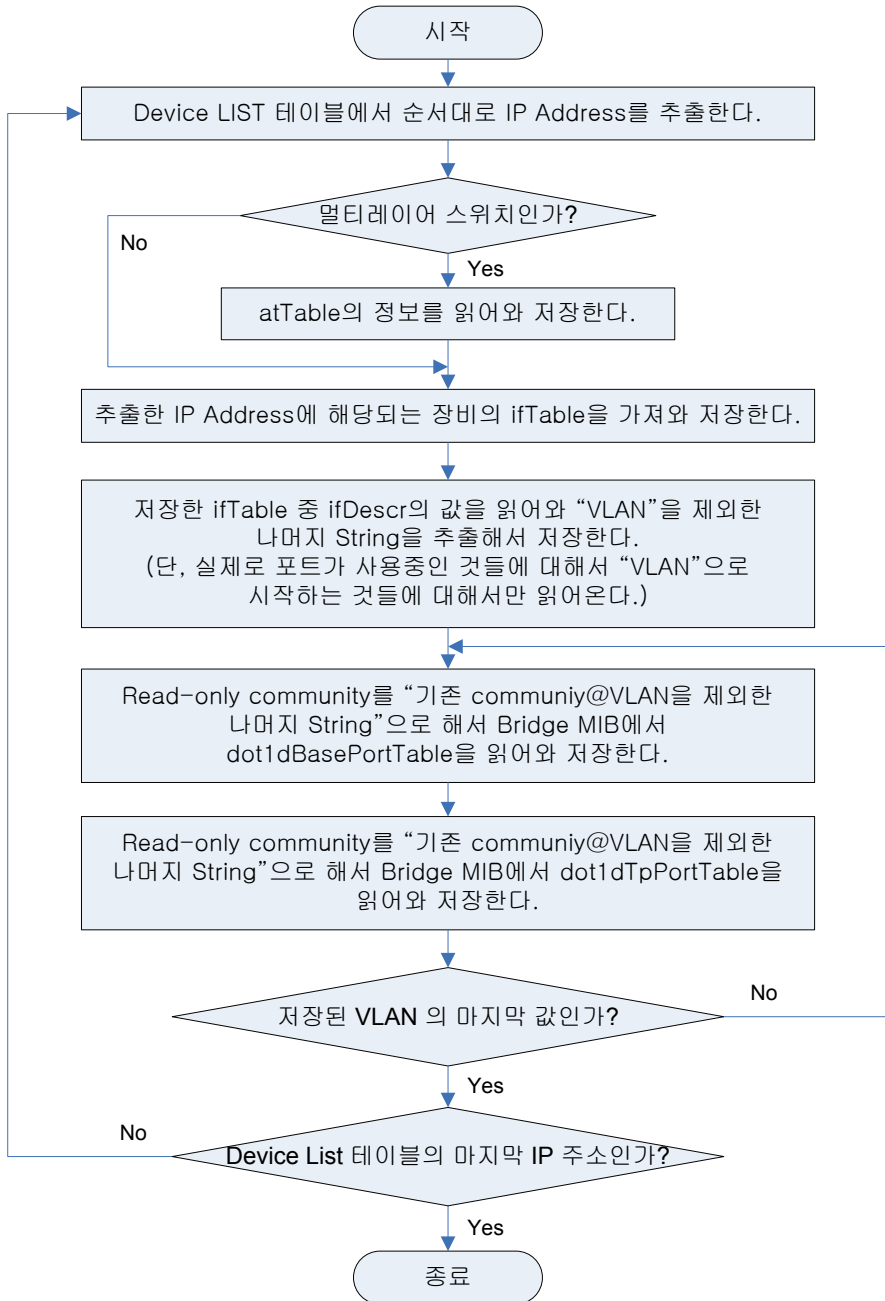 시작
Device LIST 테이블에서 순서대로 IP Address를 추출한다.
멀티레이어 스위치인가?
No
Yes
atTable의 정보를 읽어와 저장한다.
추출한 IP Address에 해당되는 장비의 ifTable을 가져와 저장한다.
저장한 ifTable 중 ifDescr의 값을 읽어와 “VLAN”을 제외한
나머지 String을 추출해서 저장한다.
(단, 실제로 포트가 사용중인 것들에 대해서 “VLAN”으로
시작하는 것들에 대해서만 읽어온다.)
Read-only community를 “기존 communiy@VLAN을 제외한
나머지 String”으로 해서 Bridge MIB에서
dot1dBasePortTable을 읽어와 저장한다.
Read-only community를 “기존 communiy@VLAN을 제외한
나머지 String”으로 해서 Bridge MIB에서 dot1dTpPortTable을
읽어와 저장한다.
저장된 VLAN 의 마지막 값인가?
No
Yes
No
Device List 테이블의 마지막 IP 주소인가?
Yes
종료